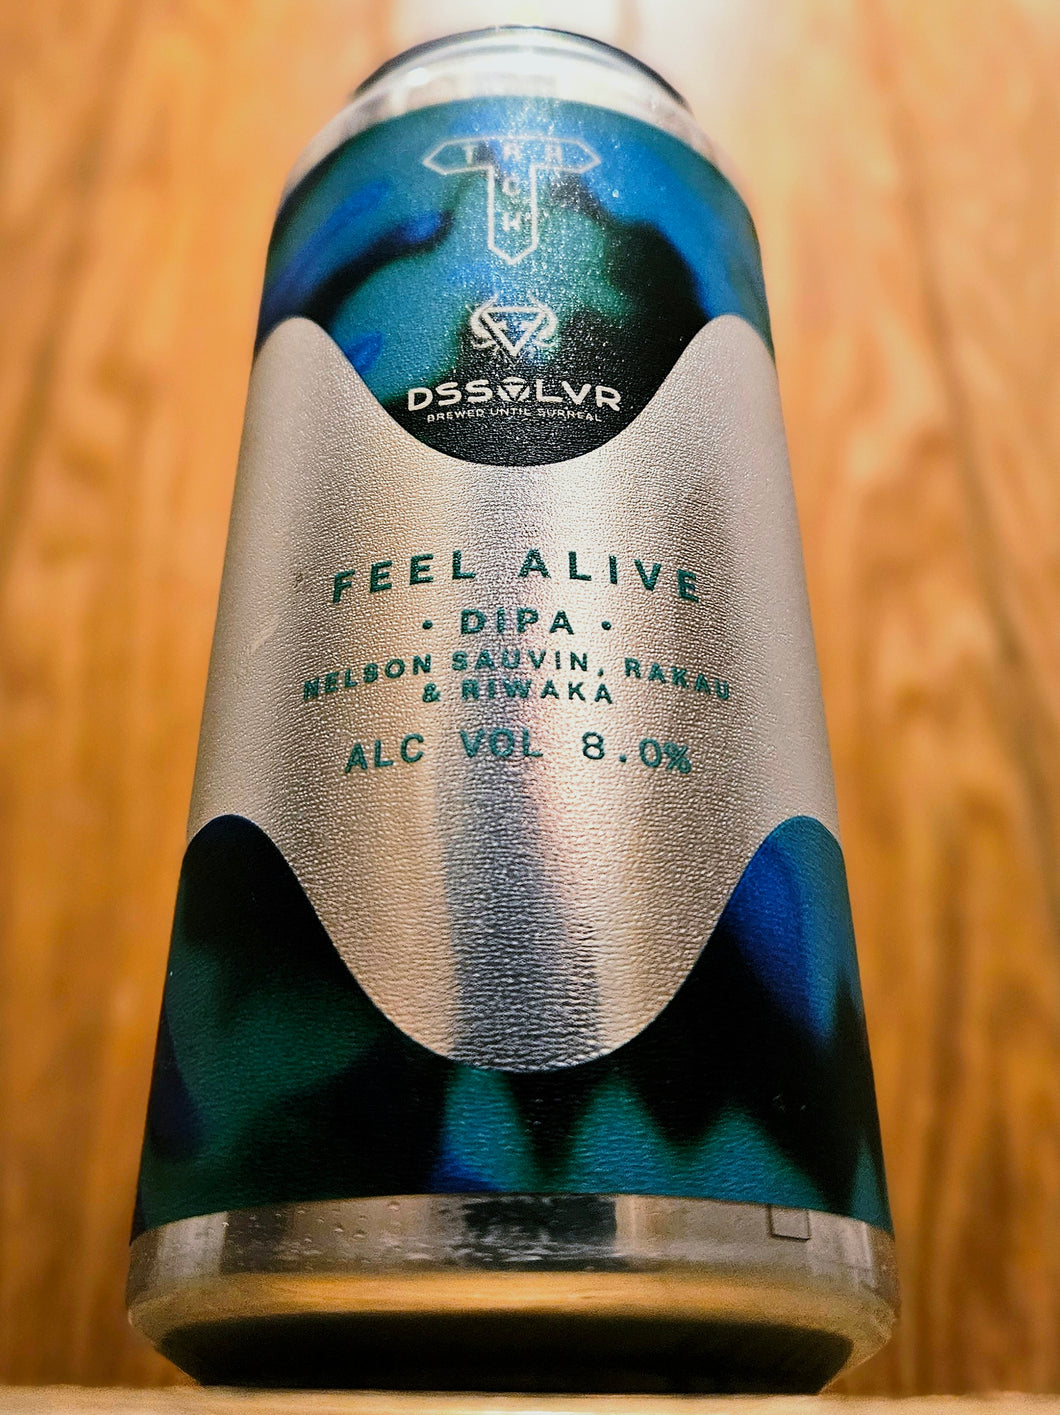 TRACK
DSSOLVR
BREWED UNTIL SURREAL
FEEL ALIVE
• DIPA •
NELSON SAUVIN, RAKAU
& RIWAKA
ALC VOL 8.0%